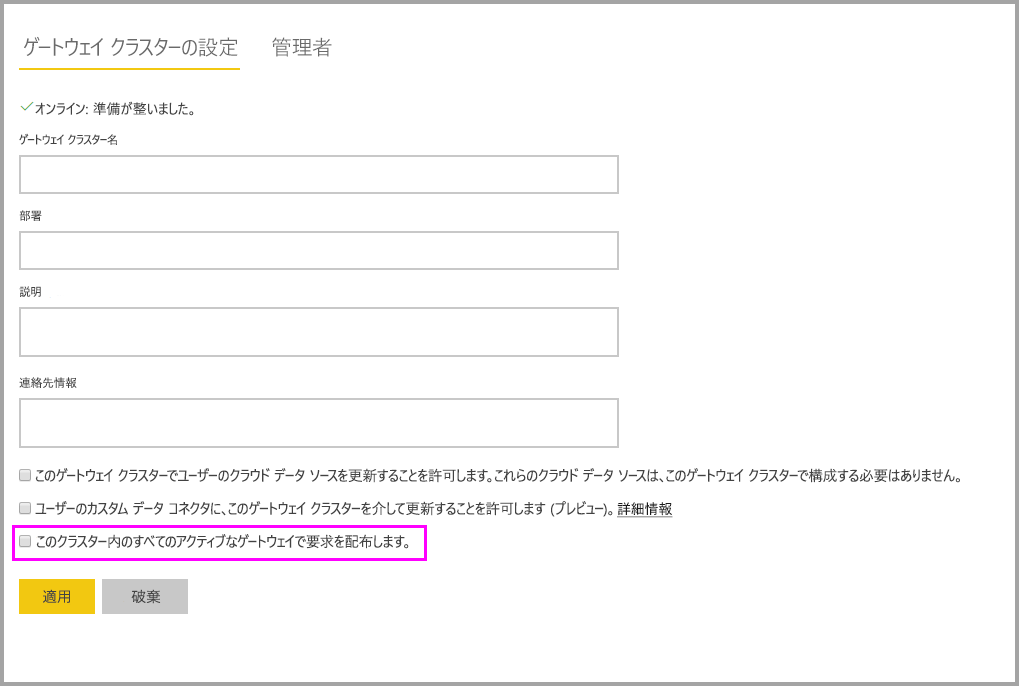 ゲートウェイ クラスターの設定 管理者
オンライン: 準備が整いました。
ゲートウェイ クラスター名
部署
説明
連絡先情報
このゲートウェイ クラスターでユーザーのクラウド データ ソースを更新することを許可します。これらのクラウド データ ソースは、このゲートウェイ クラスターで構成する必要はありません。
ユーザーのカスタム データ コネクタに、このゲートウェイ クラスターを介して更新することを許可します (プレビュー)。詳細情報
このクラスター内のすべてのアクティブなゲートウェイで要求を配布します。
適用 破棄